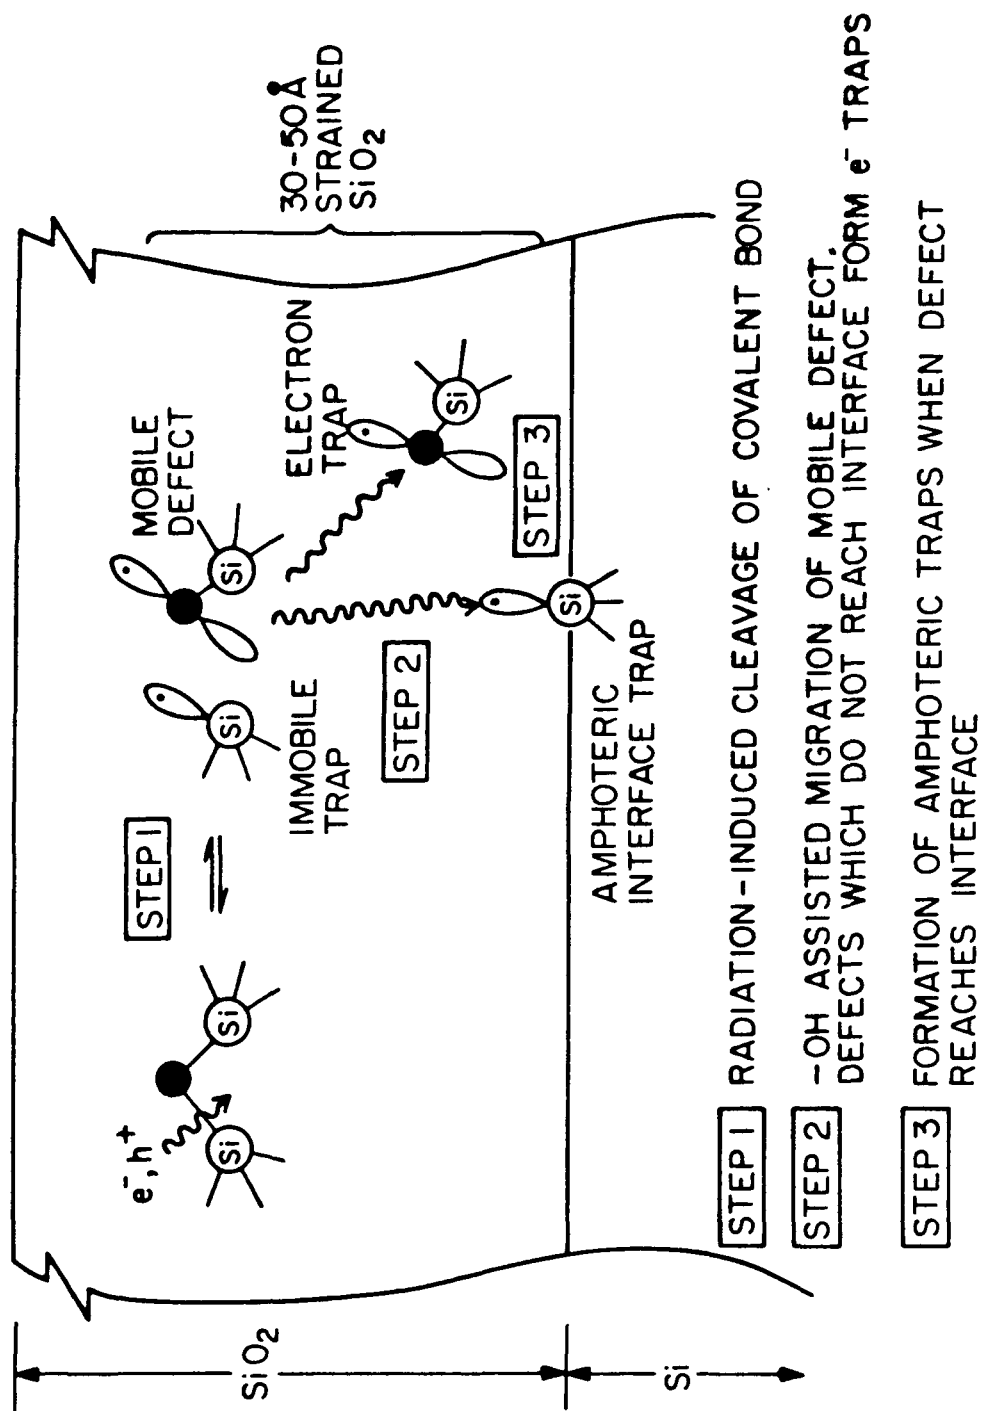 SiO2
Si
e-, h+
Si
Si
STEP 1
Si
IMMOBILE
TRAP
MOBILE
DEFECT
Si
STEP 2
ELECTRON
TRAP
Si
STEP 3
30-50Å
STRAINED
SiO2
Si
AMPHOTERIC
INTERFACE TRAP
STEP 1 RADIATION-INDUCED CLEAVAGE OF COVALENT BOND
STEP 2 -OH ASSISTED MIGRATION OF MOBILE DEFECT.
DEFECTS WHICH DO NOT REACH INTERFACE FORM e- TRAPS
STEP 3 FORMATION OF AMPHOTERIC TRAPS WHEN DEFECT
REACHES INTERFACE